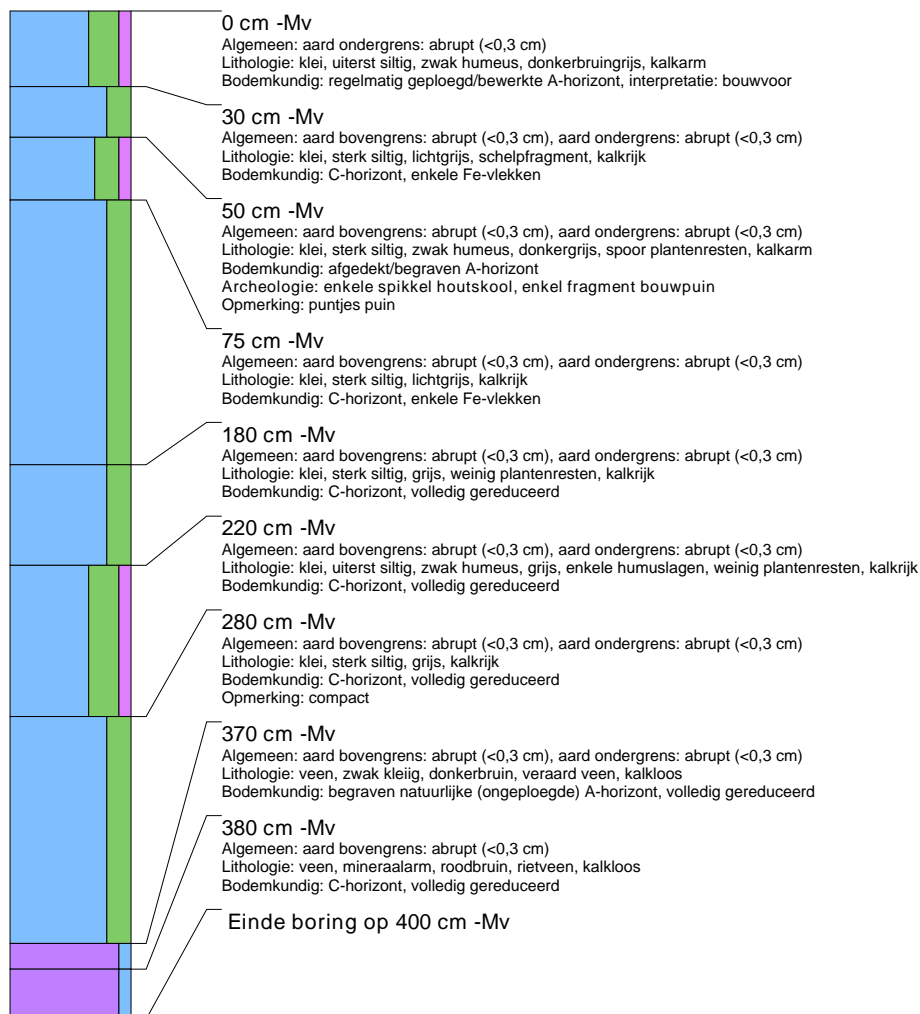 0 cm -Mv
Algemeen: aard ondergrens: abrupt (<0,3 cm)
Lithologie: klei, uiterst siltig, zwak humeus, donkerbruingrijs, kalkarm
Bodemkundig: regelmatig geploegd/bewerkte A-horizont, interpretatie: bouwvoor
30 cm -Mv
Algemeen: aard bovengrens: abrupt (<0,3 cm), aard ondergrens: abrupt (<0,3 cm)
Lithologie: klei, sterk siltig, lichtgrijs, schelpfragment, kalkrijk
Bodemkundig: C-horizont, enkele Fe-vlekken
50 cm -Mv
Algemeen: aard bovengrens: abrupt (<0,3 cm), aard ondergrens: abrupt (<0,3 cm)
Lithologie: klei, sterk siltig, zwak humeus, donkergrijs, spoor plantenresten, kalkarm
Bodemkundig: afgedekt/begraven A-horizont
Archeologie: enkele spikkel houtskool, enkel fragment bouwpuin
Opmerking: puntjes puin
75 cm -Mv
Algemeen: aard bovengrens: abrupt (<0,3 cm), aard ondergrens: abrupt (<0,3 cm)
Lithologie: klei, sterk siltig, lichtgrijs, kalkrijk
Bodemkundig: C-horizont, enkele Fe-vlekken
180 cm -Mv
Algemeen: aard bovengrens: abrupt (<0,3 cm), aard ondergrens: abrupt (<0,3 cm)
Lithologie: klei, sterk siltig, grijs, weinig plantenresten, kalkrijk
Bodemkundig: C-horizont, volledig gereduceerd
220 cm -Mv
Algemeen: aard bovengrens: abrupt (<0,3 cm), aard ondergrens: abrupt (<0,3 cm)
Lithologie: klei, uiterst siltig, zwak humeus, grijs, enkele humuslagen, weinig plantenresten, kalkrijk
Bodemkundig: C-horizont, volledig gereduceerd
280 cm -Mv
Algemeen: aard bovengrens: abrupt (<0,3 cm), aard ondergrens: abrupt (<0,3 cm)
Lithologie: klei, sterk siltig, grijs, kalkrijk
Bodemkundig: C-horizont, volledig gereduceerd
Opmerking: compact
370 cm -Mv
Algemeen: aard bovengrens: abrupt (<0,3 cm), aard ondergrens: abrupt (<0,3 cm)
Lithologie: veen, zwak kleiig, donkerbruin, veraard veen, kalkloos
Bodemkundig: begraven natuurlijke (ongeploegde) A-horizont, volledig gereduceerd
380 cm -Mv
Algemeen: aard bovengrens: abrupt (<0,3 cm)
Lithologie: veen, mineraalarm, roodbruin, rietveen, kalkloos
Bodemkundig: C-horizont, volledig gereduceerd
Einde boring op 400 cm -Mv